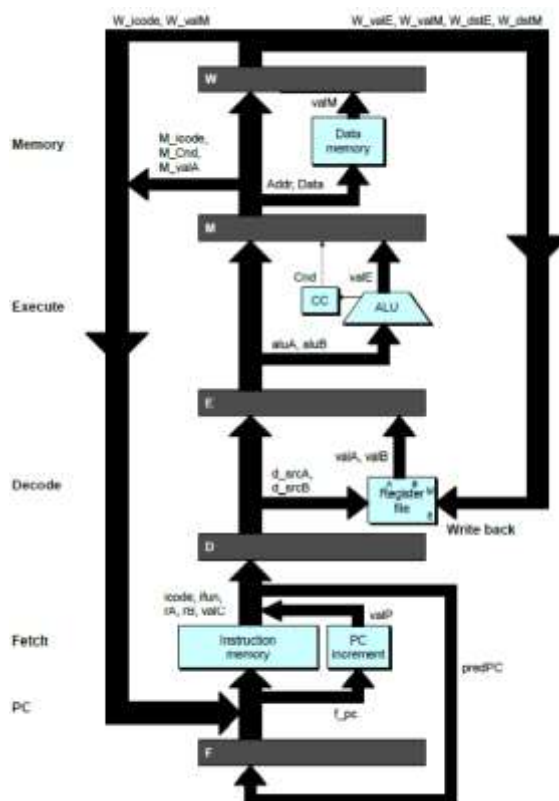 W_icode, W_valM
W_valE, W_valM, W_dstE, W_dstM
W
valM
Memory
Data
memory
M_icode,
M_Cnd,
M_valA
Addr, Data
M
Cnd
valE
CC
ALU
Execute
aluA, aluB
E
valA, valB
Decode
d_srcA,
d_srcB
A B
Register
file
M
E
Write back
D
icode, ifun,
rA, rB, valC
valP
Fetch
Instruction
memory
PC
increment
predPC
PC
f_pc
F